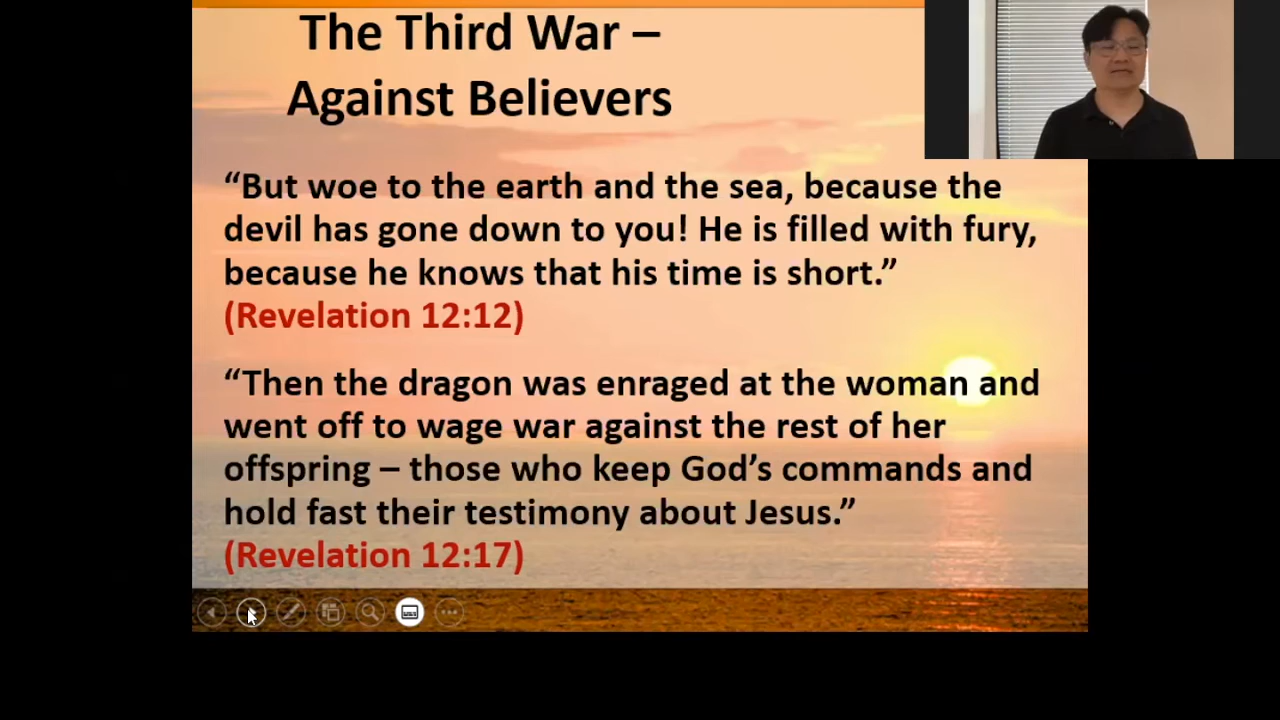 The Third War –
Against Believers
“But woe to the earth and the sea, because the
devil has gone down to you! He is filled with fury,
because he knows that his time is short.”
(Revelation 12:12)
“Then the dragon was enraged at the woman and
went off to wage war against the rest of her
offspring – those who keep God’s commands and
hold fast their testimony about Jesus.”
(Revelation 12:17)